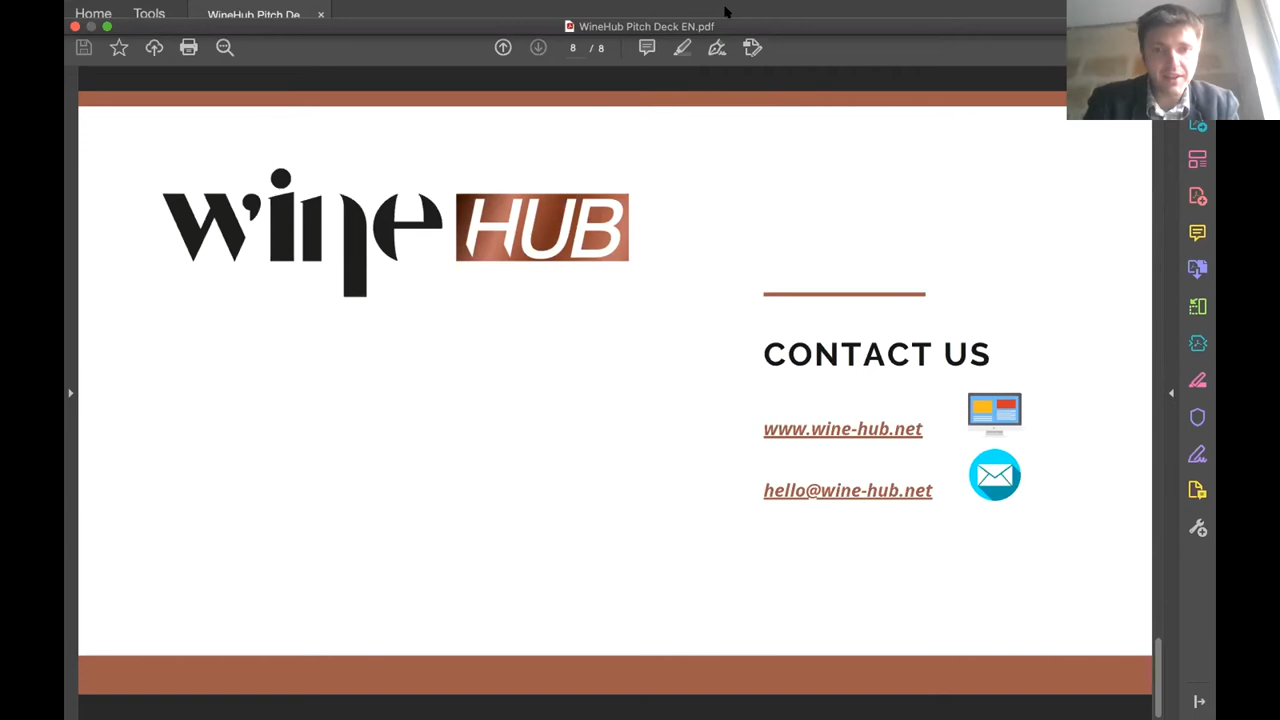 Home Tools WineHub Pitch De... ×
WineHub Pitch Deck EN.pdf
8 / 8
wine HUB
CONTACT US
www.wine-hub.net
hello@wine-hub.net